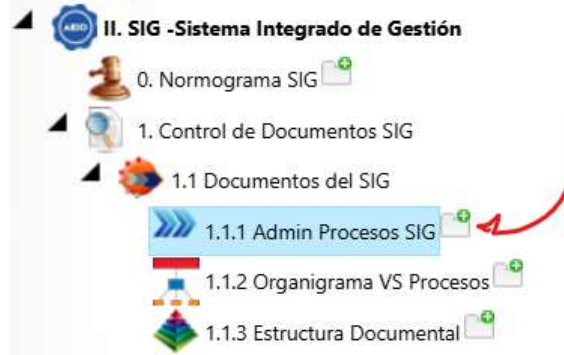 II. SIG -Sistema Integrado de Gestión
0. Normograma SIG
1. Control de Documentos SIG
1.1 Documentos del SIG
1.1.1 Admin Procesos SIG
1.1.2 Organigrama VS Procesos
1.1.3 Estructura Documental